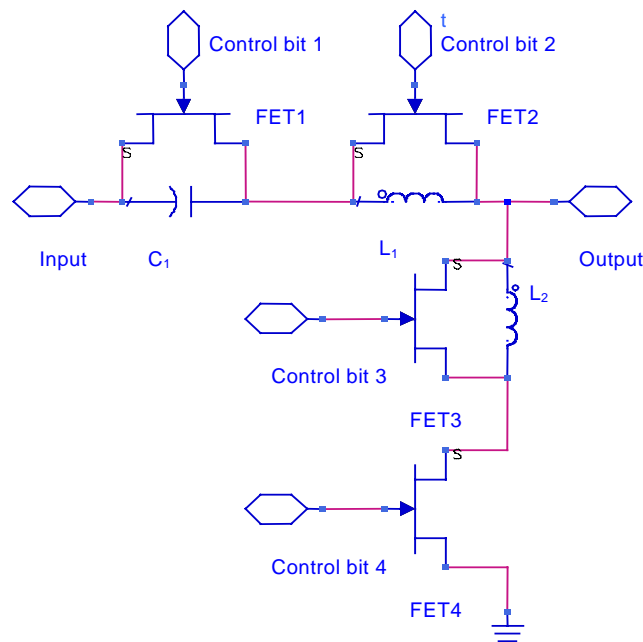 t
Control bit 1
Control bit 2
FET1
FET2
S
S
Input
C1
L1
Output
S
L2
Control bit 3
FET3
S
Control bit 4
FET4